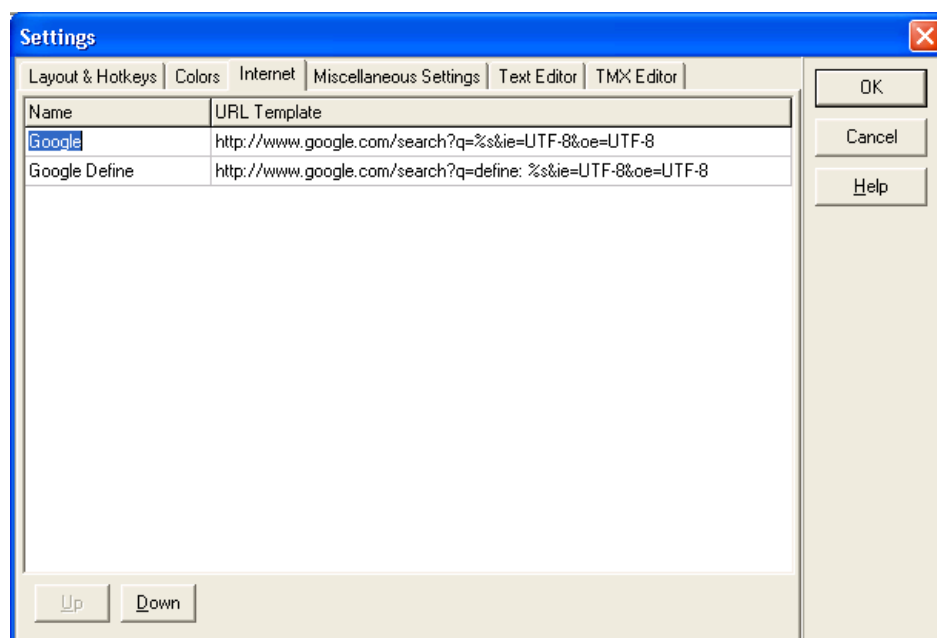 Settings
Layout & Hotkeys Colors Internet Miscellaneous Settings Text Editor TMX Editor
Name URL Template
Google http://www.google.com/search?q=%s&ie=UTF-8&oe=UTF-8
Google Define http://www.google.com/search?q=define: %s&ie=UTF-8&oe=UTF-8
OK
Cancel
Help
Up Down